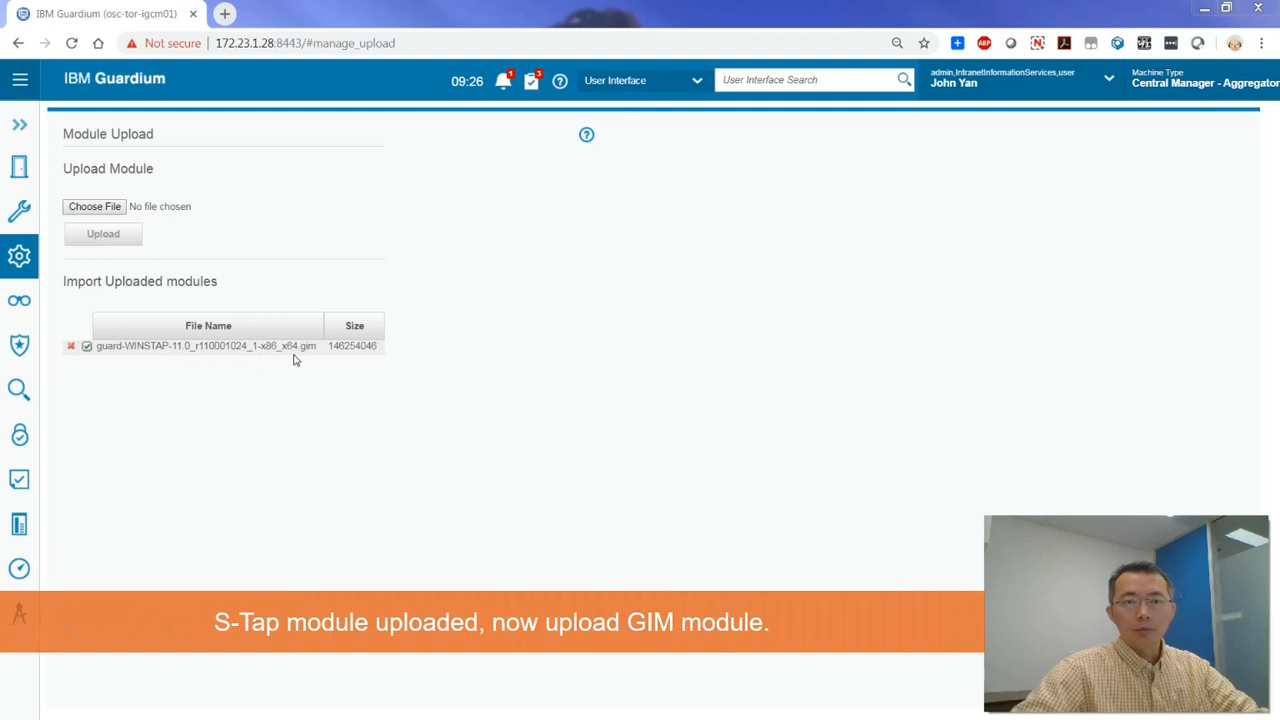 IBM Guardium (osc-tor-igcm01)
Not secure
172.23.1.28:8443/#manage_upload
ABP
N
IBM Guardium
09:26
1
3
?
User Interface
User Interface Search
admin,IntranetInformationServices,user
John Yan
Machine Type
Central Manager - Aggregator
Module Upload
?
Upload Module
Choose File
No file chosen
Upload
Import Uploaded modules
File Name
Size
guard-WINSTAP-11.0_r110001024_1-x86_x64.gim
146254046
S-Tap module uploaded, now upload GIM module.